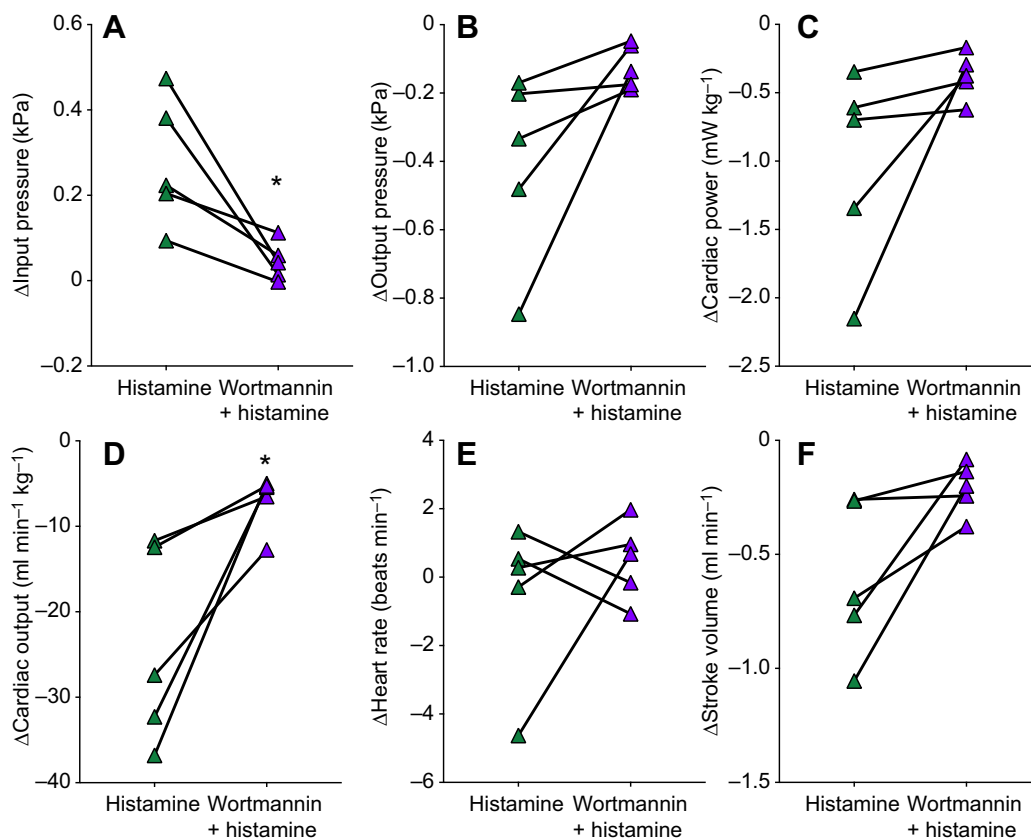 A
ΔInput pressure (kPa)
0.6
0.4
0.2
0
–0.2
*
Histamine Wortmannin
+ histamine
B
ΔOutput pressure (kPa)
–0
–0.2
–0.4
–0.6
–0.8
–1.0
Histamine Wortmannin
+ histamine
C
ΔCardiac power (mW kg⁻¹)
–0
–0.5
–1.0
–1.5
–2.0
–2.5
Histamine Wortmannin
+ histamine
D
ΔCardiac output (ml min⁻¹ kg⁻¹)
0
–10
–20
–30
–40
*
Histamine Wortmannin
+ histamine
E
ΔHeart rate (beats min⁻¹)
4
2
0
–2
–4
–6
Histamine Wortmannin
+ histamine
F
ΔStroke volume (ml min⁻¹)
–0
–0.5
–1.0
–1.5
Histamine Wortmannin
+ histamine